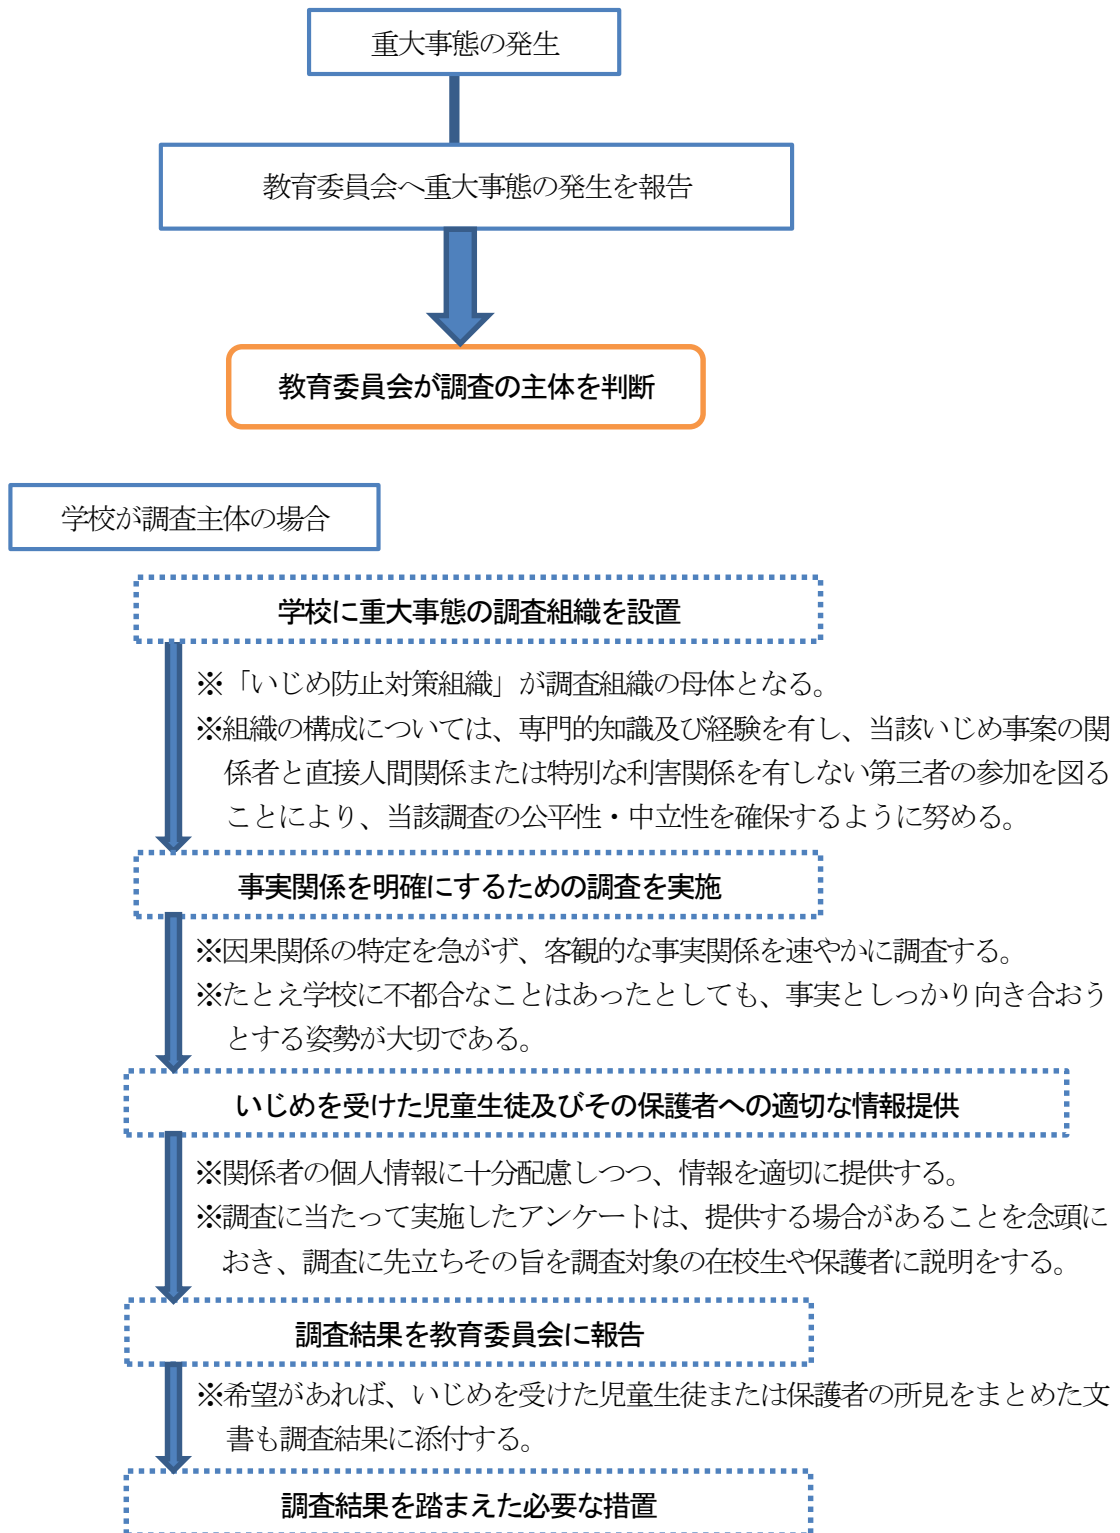 重大事態の発生
教育委員会へ重大事態の発生を報告
教育委員会が調査の主体を判断
学校が調査主体の場合
学校に重大事態の調査組織を設置
※「いじめ防止対策組織」が調査組織の母体となる。
※組織の構成については、専門的知識及び経験を有し、当該いじめ事案の関
係者と直接人間関係または特別な利害関係を有しない第三者の参加を図る
ことにより、当該調査の公平性・中立性を確保するように努める。
事実関係を明確にするための調査を実施
※因果関係の特定を急がず、客観的な事実関係を速やかに調査する。
※たとえ学校に不都合なことはあったとしても、事実としっかり向き合おう
とする姿勢が大切である。
いじめを受けた児童生徒及びその保護者への適切な情報提供
※関係者の個人情報に十分配慮しつつ、情報を適切に提供する。
※調査に当たって実施したアンケートは、提供する場合があることを念頭に
おき、調査に先立ちその旨を調査対象の在校生や保護者に説明をする。
調査結果を教育委員会に報告
※希望があれば、いじめを受けた児童生徒または保護者の所見をまとめた文
書も調査結果に添付する。
調査結果を踏まえた必要な措置